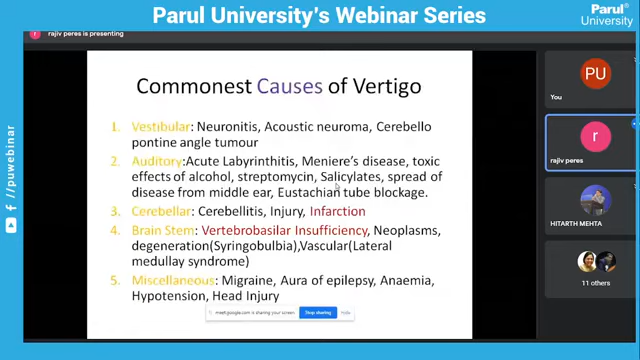 Parul University's Webinar Series
Parul®
University
rajiv peres is presenting
Commonest Causes of Vertigo
1. Vestibular: Neuronitis, Acoustic neuroma, Cerebello
pontine angle tumour
2. Auditory:Acute Labyrinthitis, Meniere's disease, toxic
effects of alcohol, streptomycin, Salicylates, spread of
disease from middle ear, Eustachian tube blockage.
3. Cerebellar: Cerebellitis, Injury, Infarction
4. Brain Stem: Vertebrobasilar Insufficiency, Neoplasms,
degeneration(Syringobulbia),Vascular(Lateral
medullay syndrome)
5. Miscellaneous: Migraine, Aura of epilepsy, Anaemia,
Hypotension, Head Injury
meet.google.com is sharing your screen.
Stop sharing
Hide
PU
You
r
rajiv peres
HITARTH MEHTA
11 others
/puwebinar